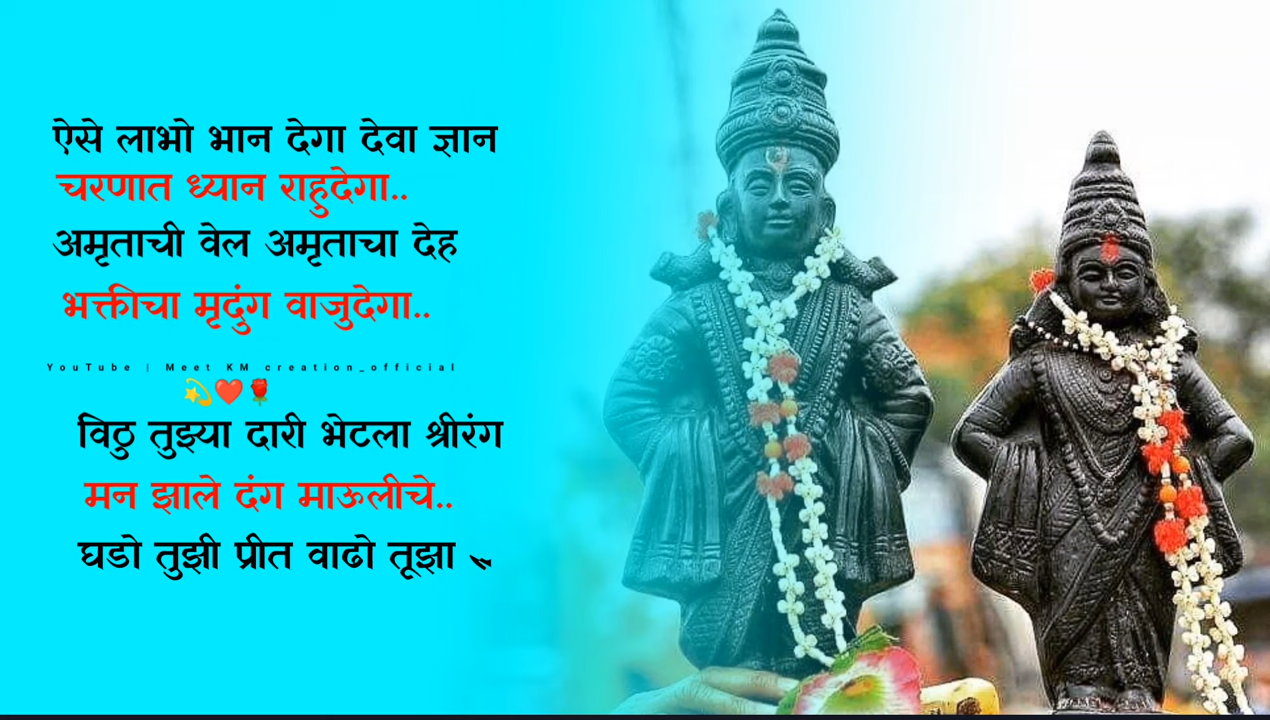 ऐसे लाभो भान देगा देवा ज्ञान
चरणात ध्यान राहुदेगा..
अमृताची वेल अमृताचा देह
भक्तीचा मृदुंग वाजुदेगा..
YouTube | Meet KM creation_official
💫❤️🌹
विठु तुझ्या दारी भेटला श्रीरंग
मन झाले दंग माऊलीचे..
घडो तुझी प्रीत वाढो तूझा